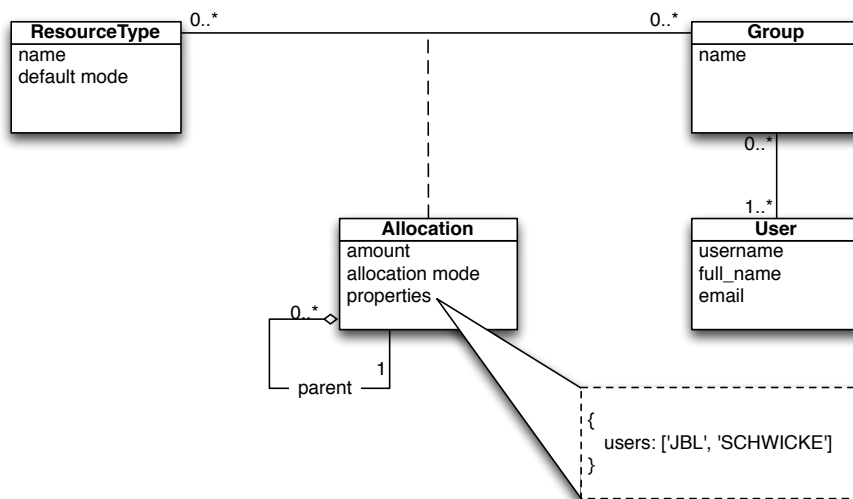 0..*
0..*
ResourceType
name
default mode
Group
name
0..*
1..*
Allocation
amount
allocation mode
properties
User
username
full_name
email
0..*
1
parent
{
users: ['JBL', 'SCHWICKE']
}